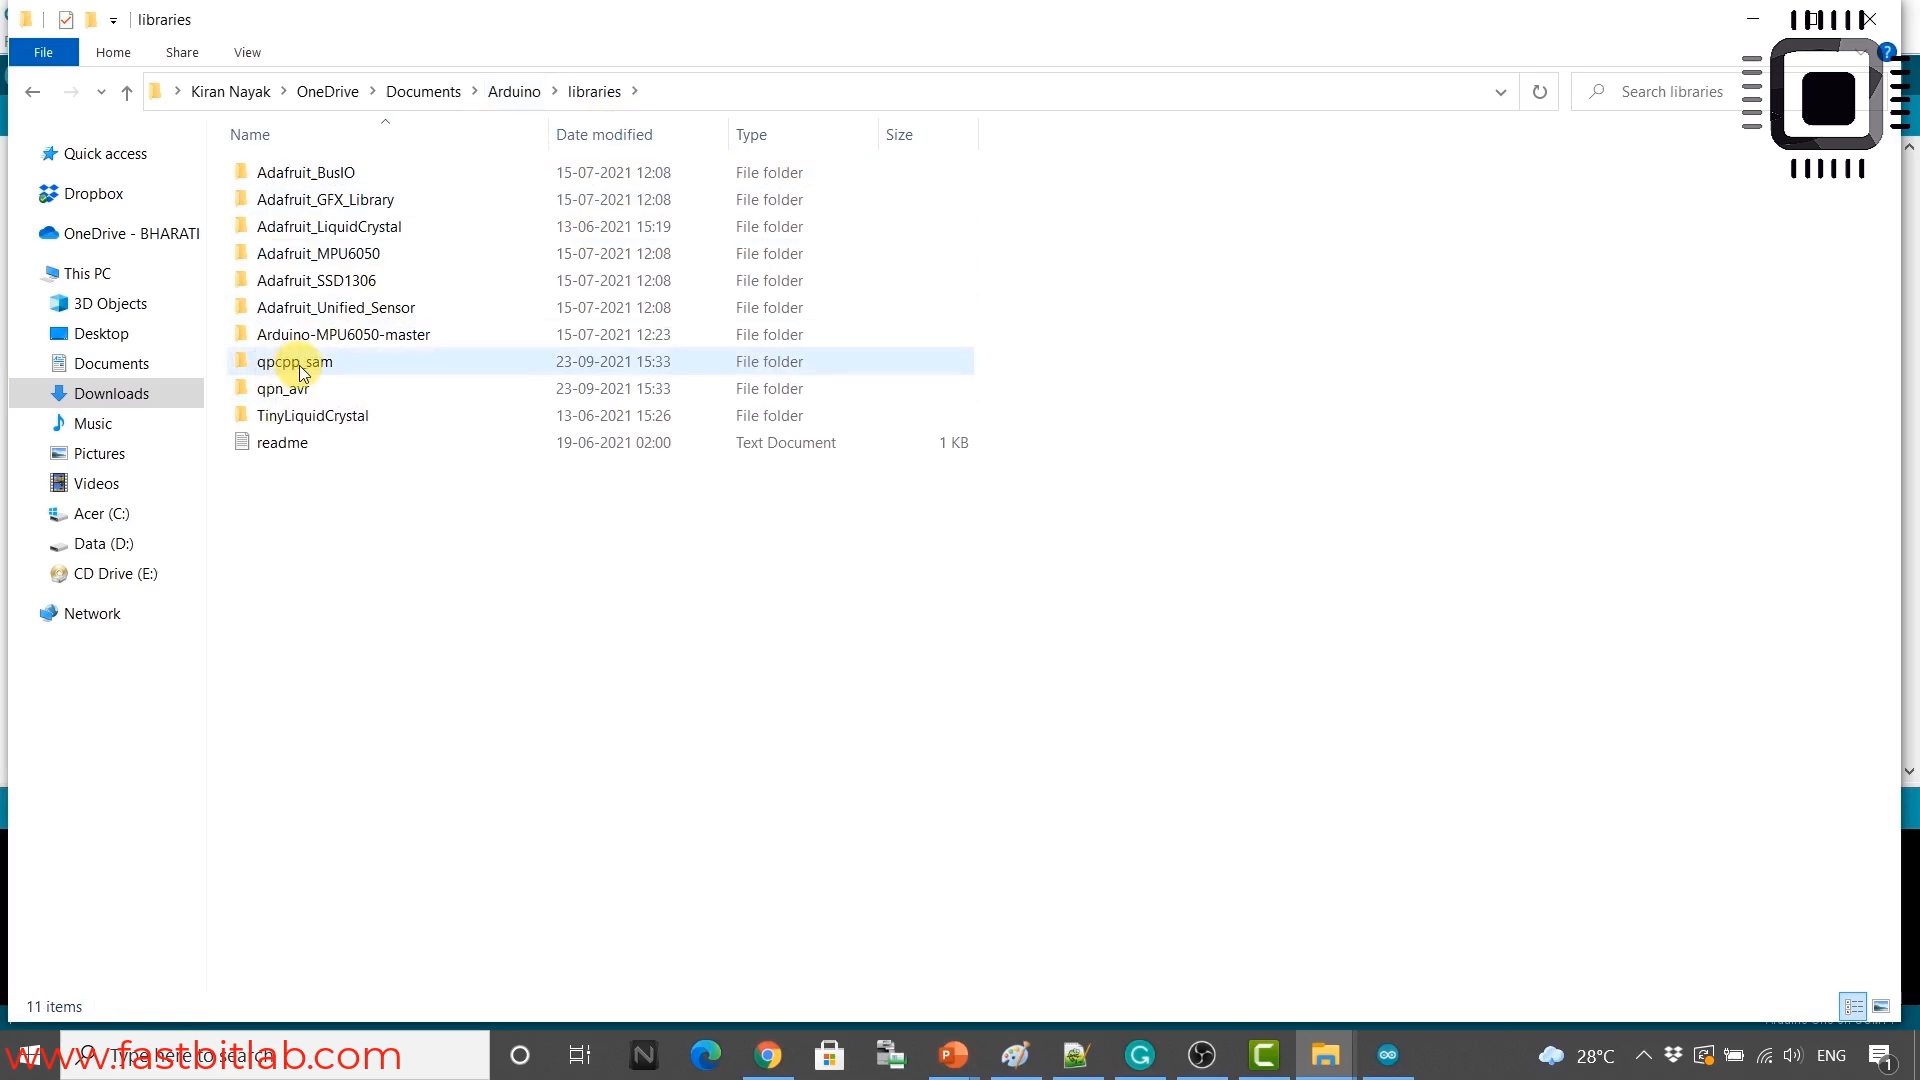 libraries
File Home Share View
Kiran Nayak OneDrive Documents Arduino libraries Search libraries
Name Date modified Type Size
Quick access
Dropbox
OneDrive - BHARATI
This PC
3D Objects
Desktop
Documents
Downloads
Music
Pictures
Videos
Acer (C:)
Data (D:)
CD Drive (E:)
Network
Adafruit_BusIO 15-07-2021 12:08 File folder
Adafruit_GFX_Library 15-07-2021 12:08 File folder
Adafruit_LiquidCrystal 13-06-2021 15:19 File folder
Adafruit_MPU6050 15-07-2021 12:08 File folder
Adafruit_SSD1306 15-07-2021 12:08 File folder
Adafruit_Unified_Sensor 15-07-2021 12:08 File folder
Arduino-MPU6050-master 15-07-2021 12:23 File folder
qpcpp_sam 23-09-2021 15:33 File folder
qpn_avr 23-09-2021 15:33 File folder
TinyLiquidCrystal 13-06-2021 15:26 File folder
readme 19-06-2021 02:00 Text Document 1 KB
11 items
Type here to search
www.fastbitlab.com
28°C ENG 1